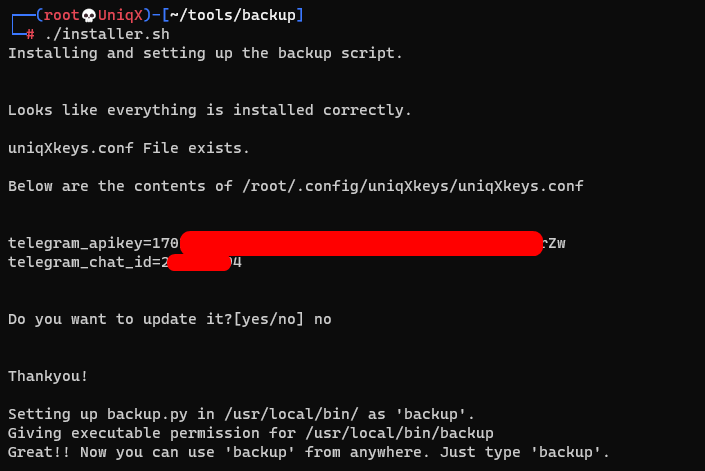 (root💀UniqX)-[~/tools/backup]
# ./installer.sh
Installing and setting up the backup script.
Looks like everything is installed correctly.
uniqXkeys.conf File exists.
Below are the contents of /root/.config/uniqXkeys/uniqXkeys.conf
telegram_apikey=170 rZw
telegram_chat_id=2 04
Do you want to update it?[yes/no] no
Thankyou!
Setting up backup.py in /usr/local/bin/ as 'backup'.
Giving executable permission for /usr/local/bin/backup
Great!! Now you can use 'backup' from anywhere. Just type 'backup'.